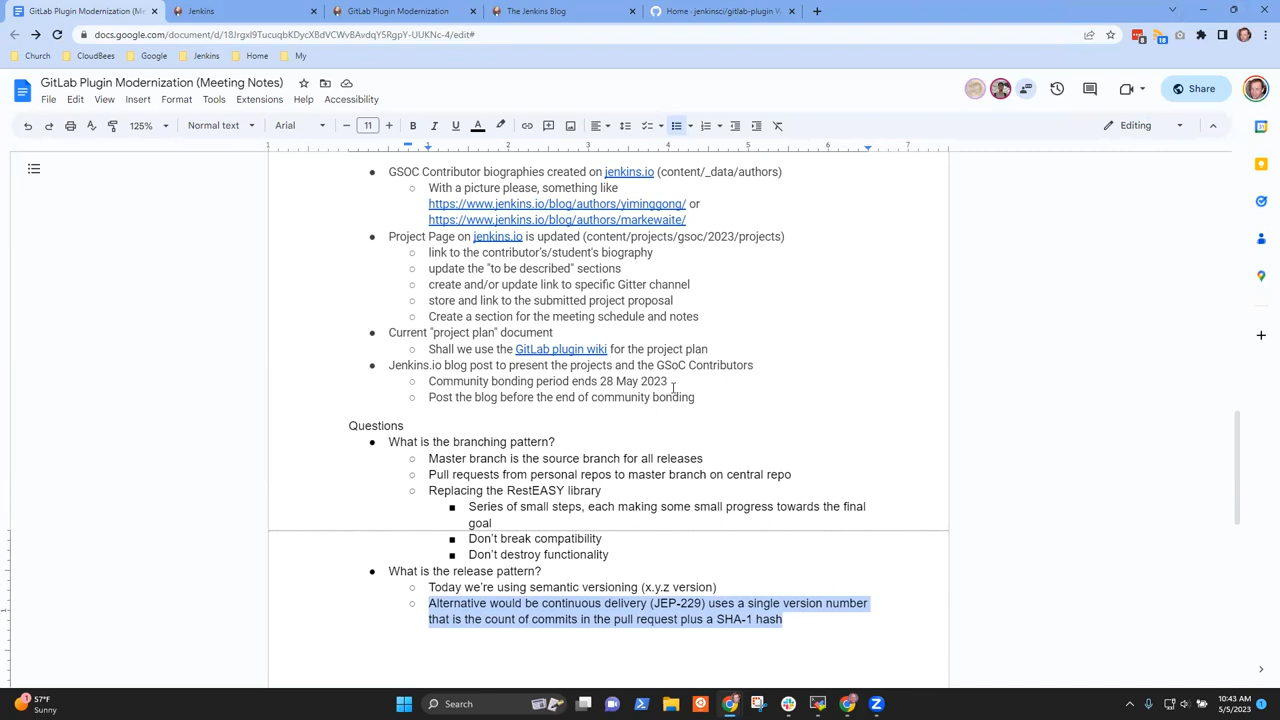 GitLab Plugin Modernization (Me
Jenkins
GitLab Plugin Modernization
The Jenkins Blog
Home · jenkinsci/gitlab-plugin W
docs.google.com/document/d/18Jrgxl9TucuqbKDycXBdVCWvBAvdqY5RgpY-UUKNc-4/edit#
Church
CloudBees
Google
Jenkins
Home
My
GitLab Plugin Modernization (Meeting Notes)
File Edit View Insert Format Tools Extensions Help Accessibility
Share
125% Normal text Arial 11 Editing
1 1 2 3 4 5 6 7
GSOC Contributor biographies created on jenkins.io (content/_data/authors)
With a picture please, something like
https://www.jenkins.io/blog/authors/yiminggong/ or
https://www.jenkins.io/blog/authors/markewaite/
Project Page on jenkins.io is updated (content/projects/gsoc/2023/projects)
link to the contributor's/student's biography
update the "to be described" sections
create and/or update link to specific Gitter channel
store and link to the submitted project proposal
Create a section for the meeting schedule and notes
Current "project plan" document
Shall we use the GitLab plugin wiki for the project plan
Jenkins.io blog post to present the projects and the GSoC Contributors
Community bonding period ends 28 May 2023
Post the blog before the end of community bonding
Questions
What is the branching pattern?
Master branch is the source branch for all releases
Pull requests from personal repos to master branch on central repo
Replacing the RestEASY library
Series of small steps, each making some small progress towards the final
goal
Don't break compatibility
Don't destroy functionality
What is the release pattern?
Today we're using semantic versioning (x.y.z version)
Alternative would be continuous delivery (JEP-229) uses a single version number
that is the count of commits in the pull request plus a SHA-1 hash
57°F
Sunny
Search
10:43 AM
5/5/2023